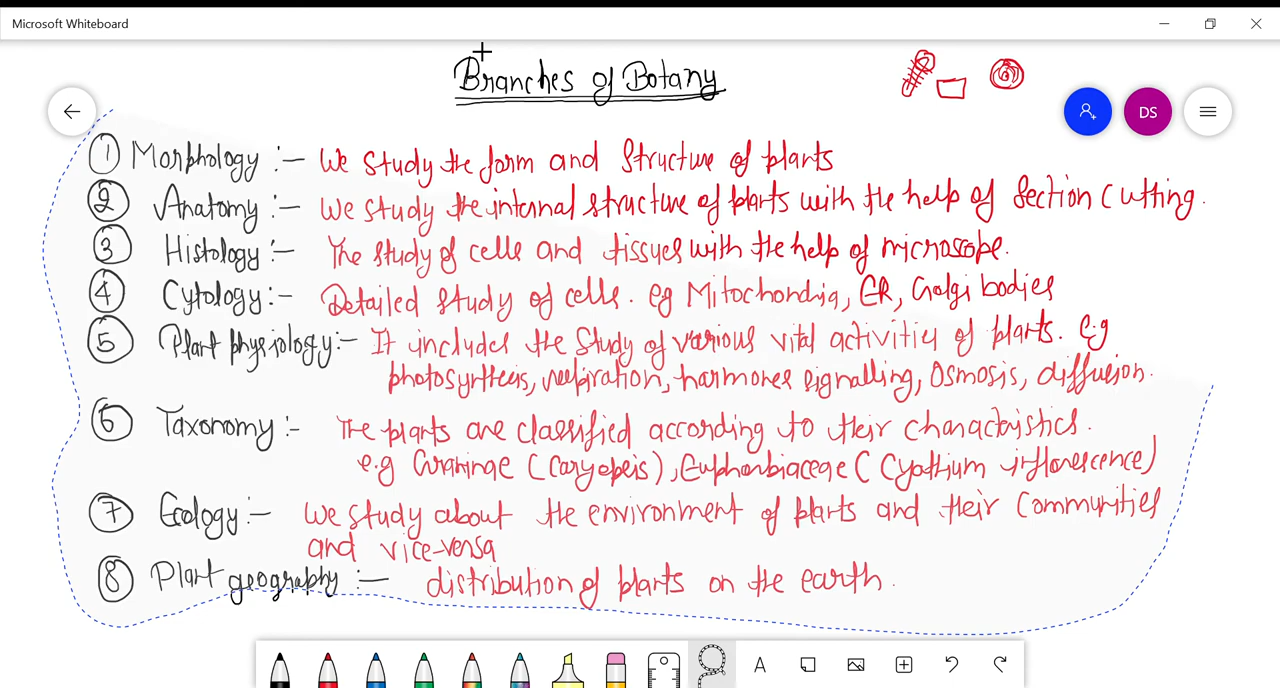 Microsoft Whiteboard
Branches of Botany
DS
1 Morphology :- We study the form and structure of plants
2 Anatomy :- We study the internal structure of plants with the help of section cutting.
3 Histology :- The study of cells and tissues with the help of microscope.
4 Cytology :- Detailed study of cells. eg Mitochondria, ER, Golgi bodies
5 Plant physiology :- It includes the study of various vital activities of plants. e.g
photosynthesis, respiration, harmones signalling, Osmosis, diffusion.
6 Taxonomy :- The plants are classified according to their charactristics.
e.g Graminae (Caryopsis), Euphorbiaceae (Cyathium inflorescence)
7 Ecology :- We study about the environment of plants and their Communities
and vice-versa
8 Plant geography :- distribution of plants on the earth.
A